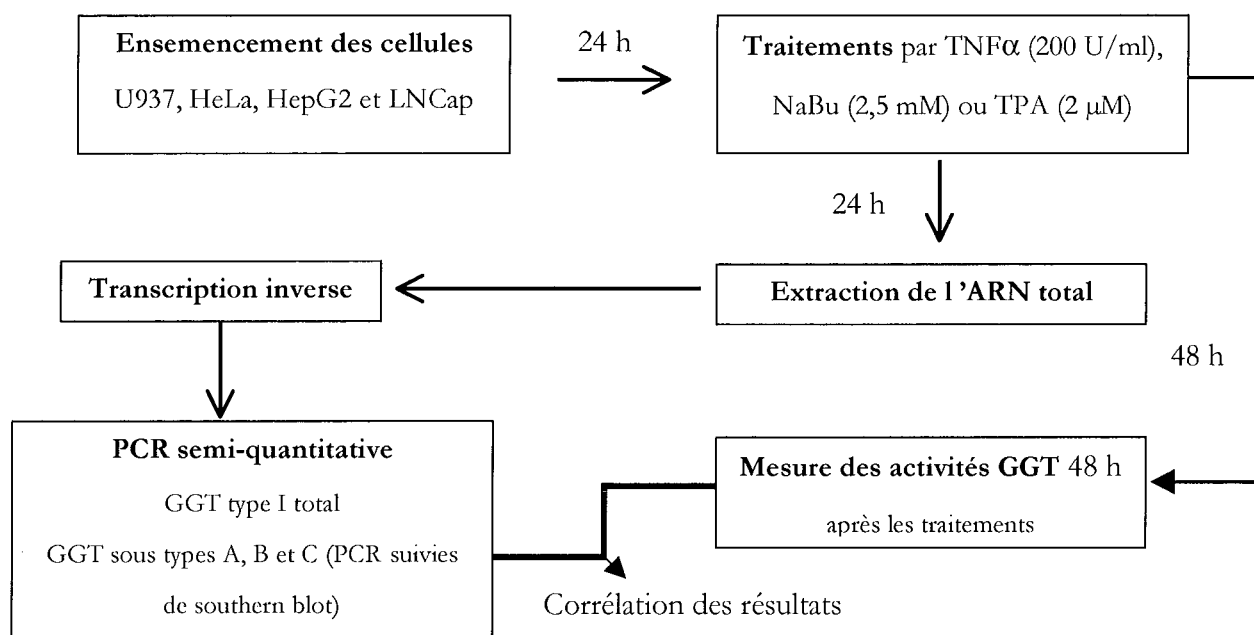 Ensemencement des cellules
U937, HeLa, HepG2 et LNCap
24 h
Traitements par TNFα (200 U/ml),
NaBu (2,5 mM) ou TPA (2 μM)
24 h
Transcription inverse
Extraction de l 'ARN total
48 h
PCR semi-quantitative
GGT type I total
GGT sous types A, B et C (PCR suivies
de southern blot)
Mesure des activités GGT 48 h
après les traitements
Corrélation des résultats